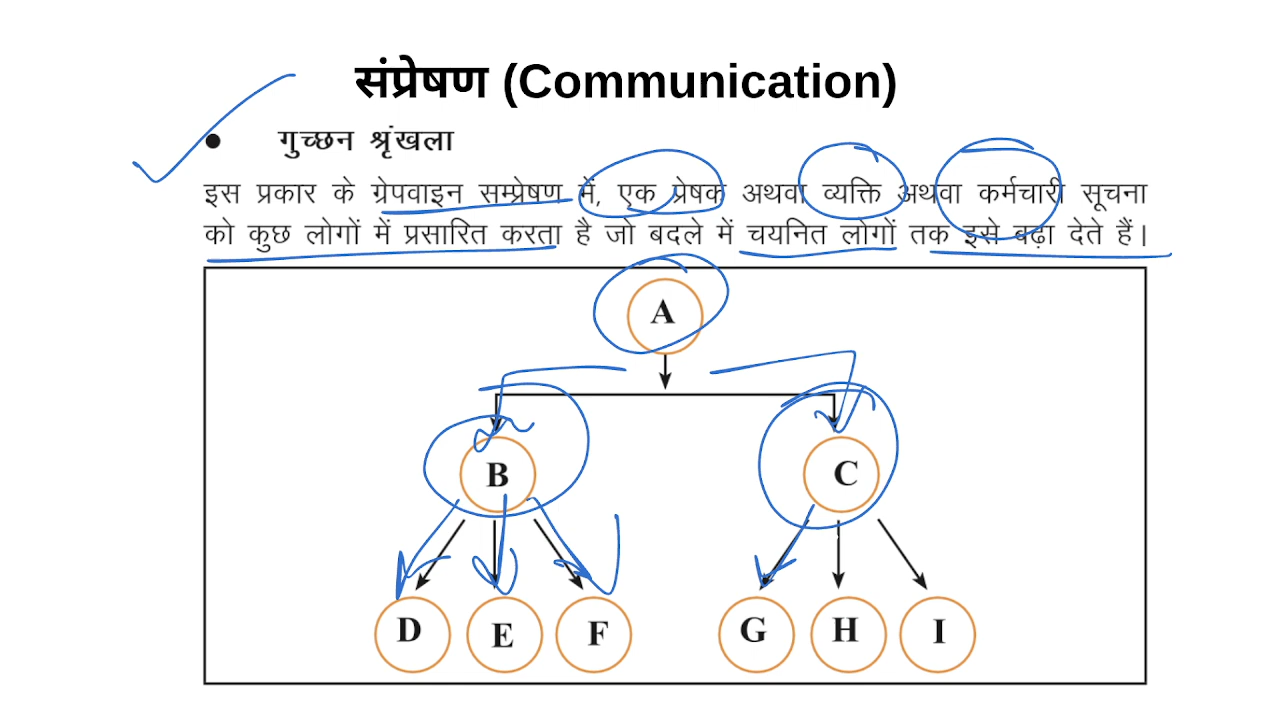 संप्रेषण (Communication)
• गुच्छन श्रृंखला
इस प्रकार के ग्रेपवाइन सम्प्रेषण में, एक प्रेषक अथवा व्यक्ति अथवा कर्मचारी सूचना
को कुछ लोगों में प्रसारित करता है जो बदले में चयनित लोगों तक इसे बढ़ा देते हैं।
A
B C
D E F G H I